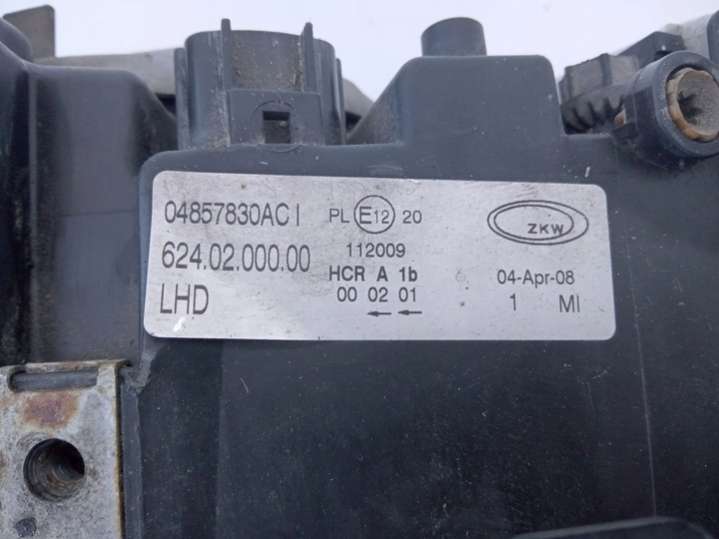 04857830AC I
624.02.000.00
LHD
PL E12 20
112009
HCR A 1b
00 02 01
← ←
ZKW
04-Apr-08
1 MI